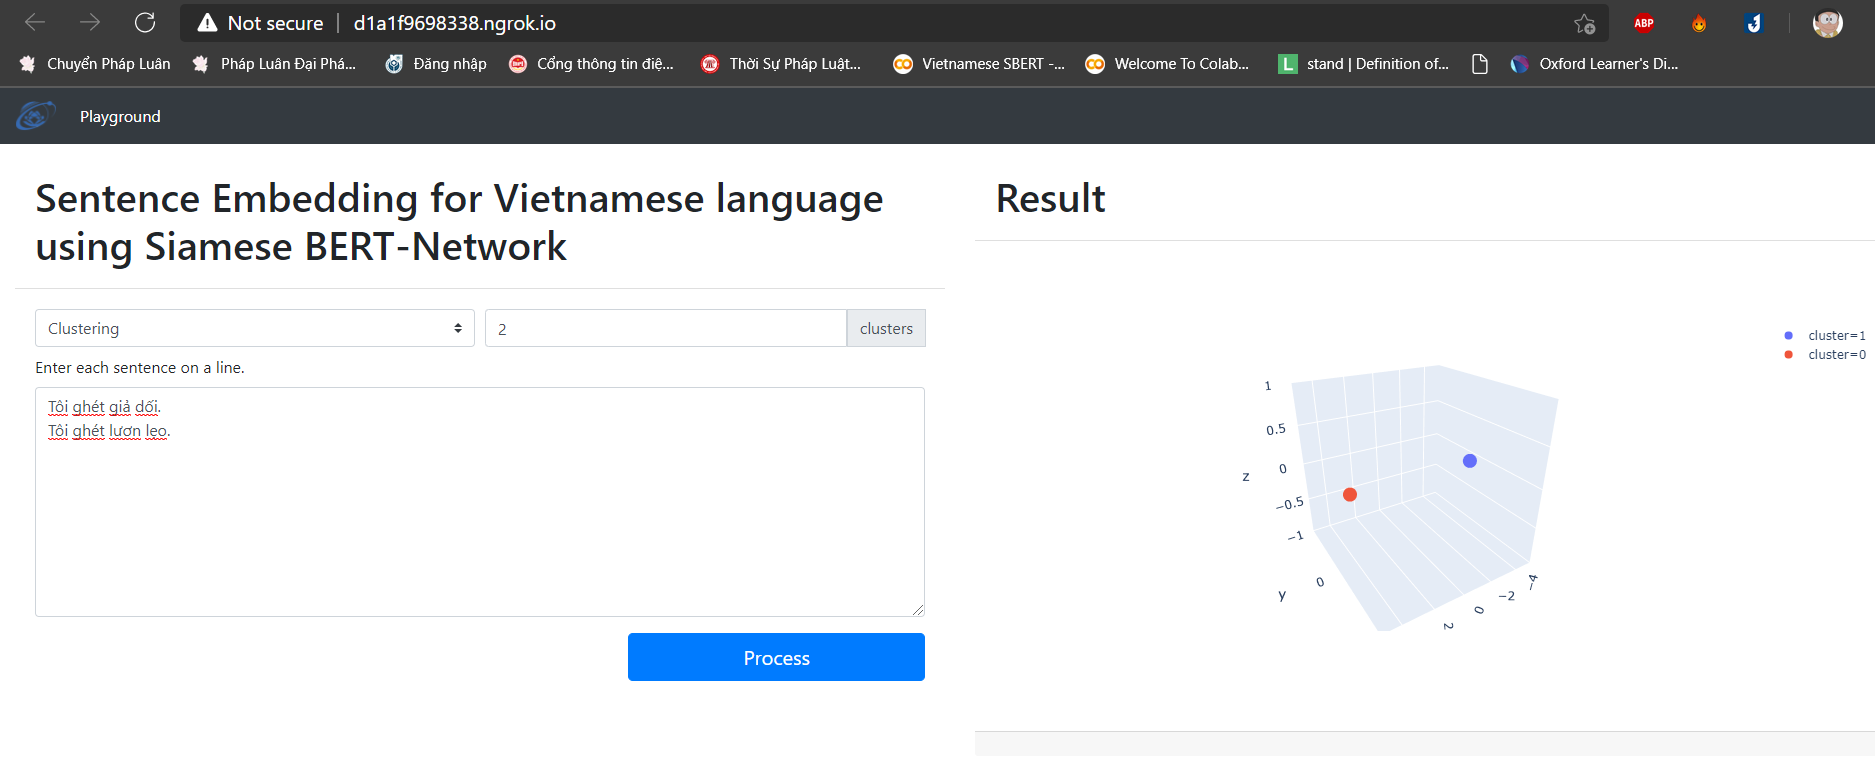 Not secure | d1a1f9698338.ngrok.io
ABP
Chuyển Pháp Luân
Pháp Luân Đại Phá...
Đăng nhập
Cổng thông tin điệ...
Thời Sự Pháp Luật...
Vietnamese SBERT -...
Welcome To Colab...
L
stand | Definition of...
Oxford Learner's Di...
Playground
Sentence Embedding for Vietnamese language
using Siamese BERT-Network
Clustering
2
clusters
Enter each sentence on a line.
Tôi ghét giả dối.
Tôi ghét lươn lẹo.
Process
Result
cluster=1
cluster=0
1
0.5
z
0
−0.5
−1
y
0
2
0
−2
−4